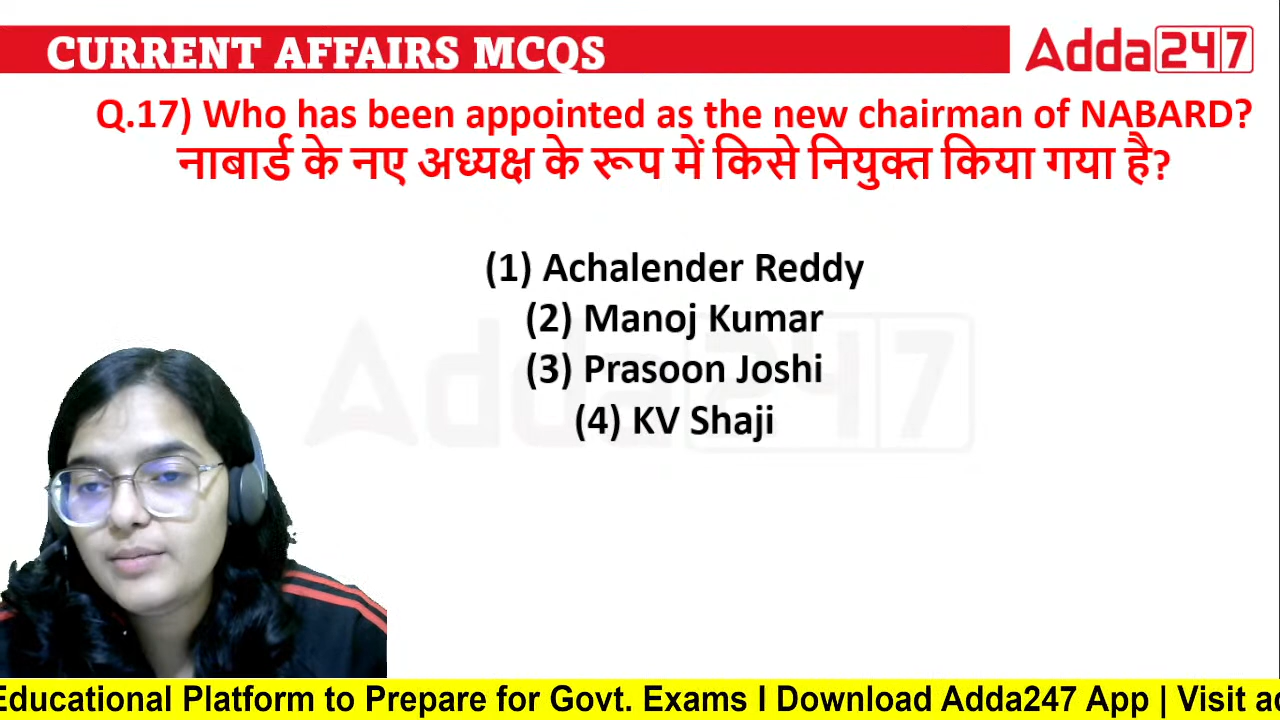 CURRENT AFFAIRS MCQS
Adda247
Q.17) Who has been appointed as the new chairman of NABARD?
नाबार्ड के नए अध्यक्ष के रूप में किसे नियुक्त किया गया है?
(1) Achalender Reddy
(2) Manoj Kumar
(3) Prasoon Joshi
(4) KV Shaji
Adda247
Educational Platform to Prepare for Govt. Exams I Download Adda247 App | Visit